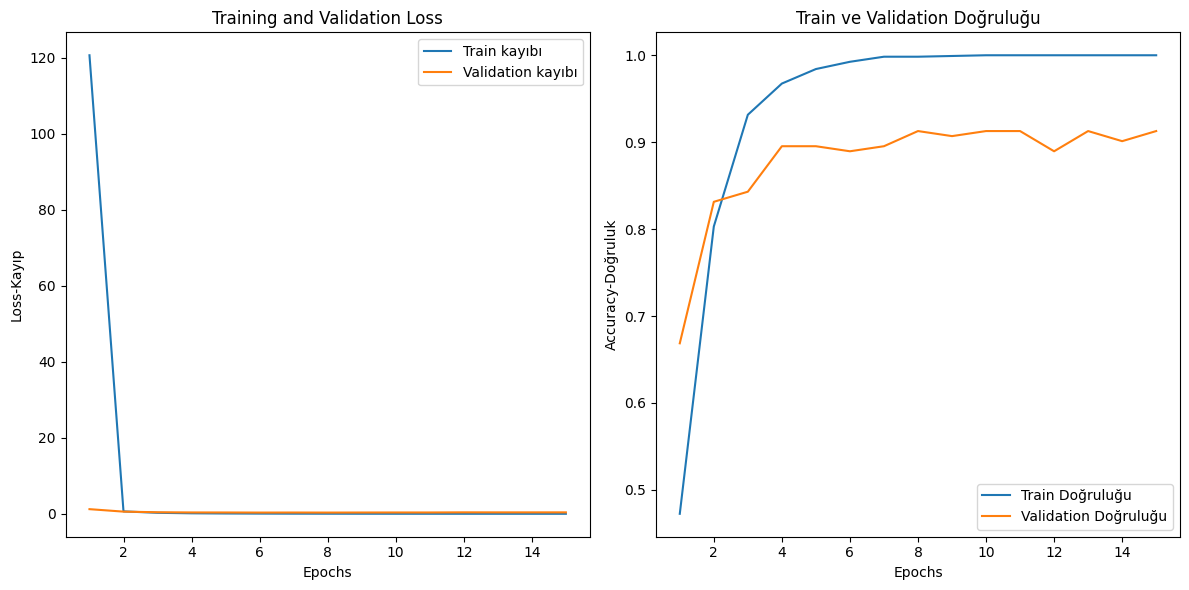 Training and Validation Loss
Train kayıbı
Validation kayıbı
120
100
80
60
40
20
0
Loss-Kayıp
2 4 6 8 10 12 14
Epochs
Train ve Validation Doğruluğu
1.0
0.9
0.8
0.7
0.6
0.5
Accuracy-Doğruluk
Train Doğruluğu
Validation Doğruluğu
2 4 6 8 10 12 14
Epochs